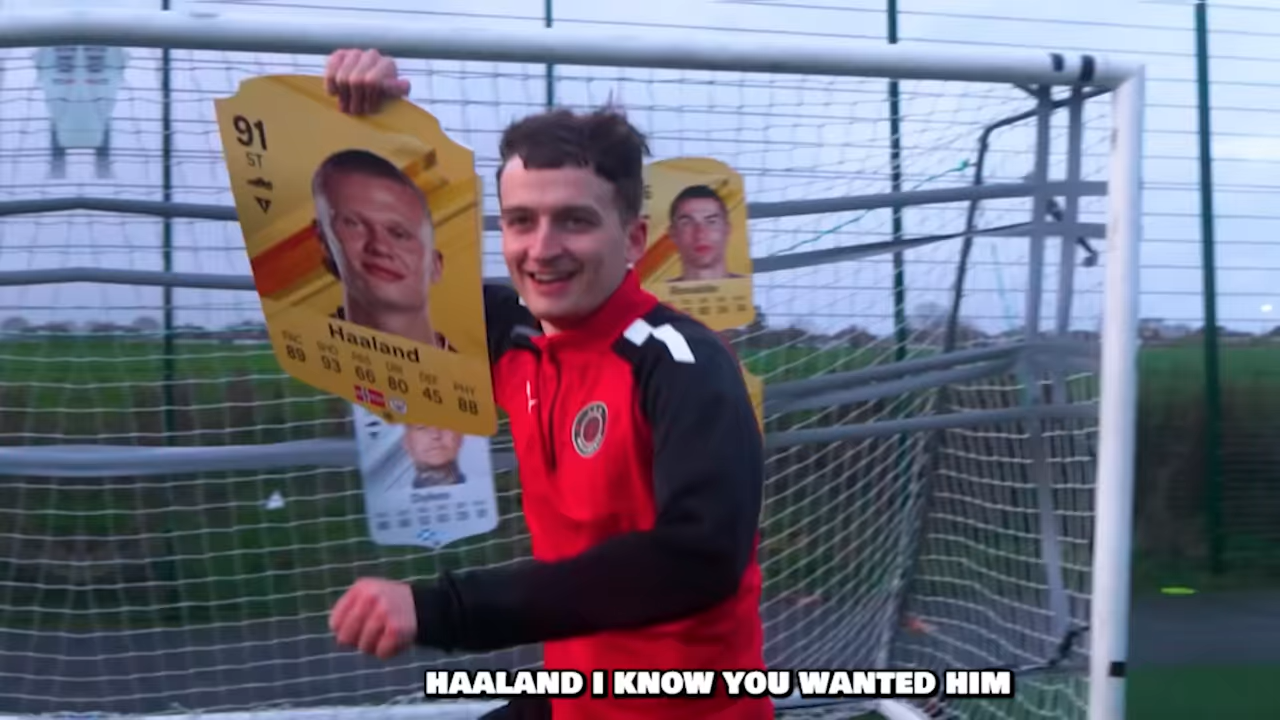 91
ST
Haaland
PAC SHO PAS DRI DEF PHY
89 93 66 80 45 88
HAALAND I KNOW YOU WANTED HIM